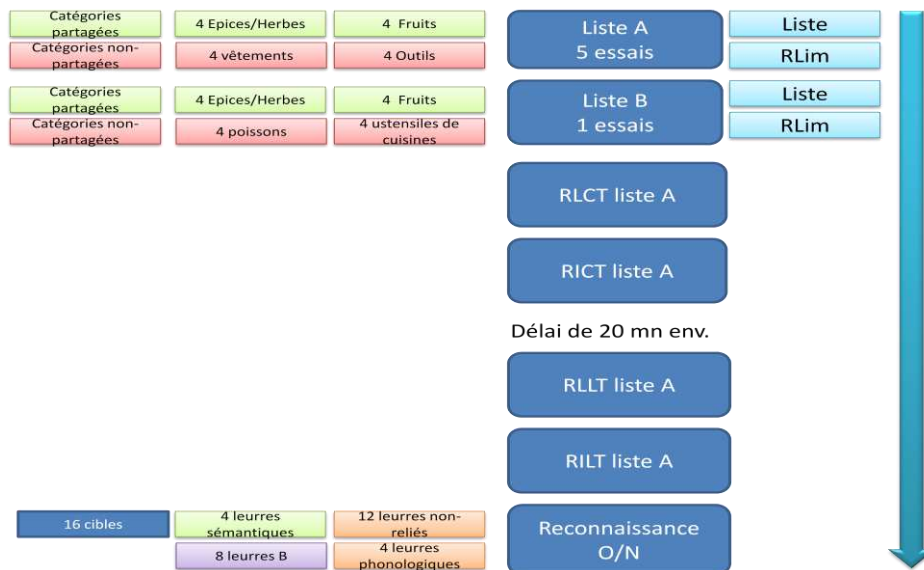 Catégories partagées
4 Epices/Herbes
4 Fruits
Liste A
5 essais
Liste
Catégories non-partagées
4 vêtements
4 Outils
RLim
Catégories partagées
4 Epices/Herbes
4 Fruits
Liste B
1 essais
Liste
Catégories non-partagées
4 poissons
4 ustensiles de cuisines
RLim
RLCT liste A
RICT liste A
Délai de 20 mn env.
RLLT liste A
RILT liste A
16 cibles
4 leurres sémantiques
12 leurres non-reliés
Reconnaissance
O/N
8 leurres B
4 leurres phonologiques